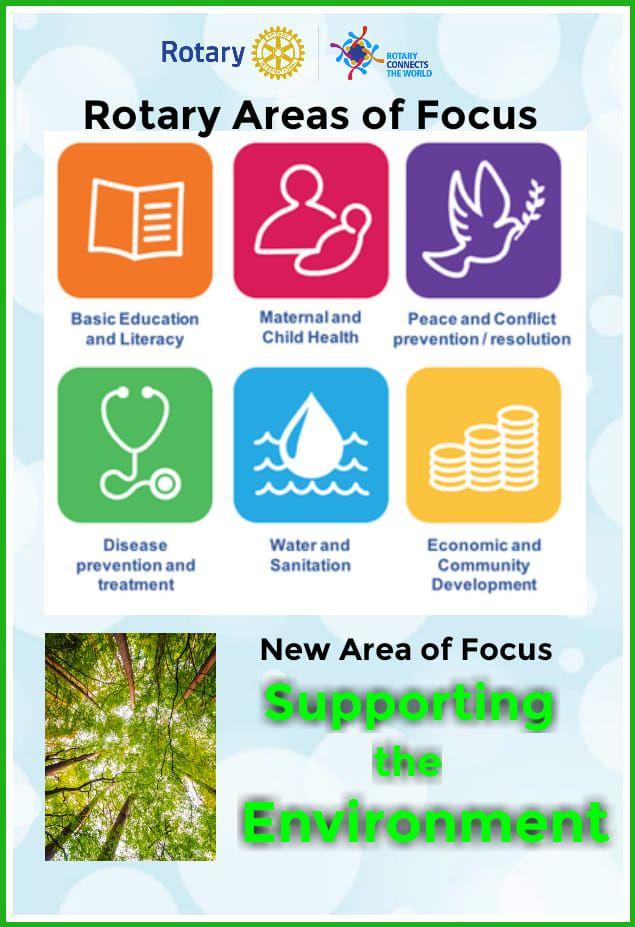 Rotary
ROTARY
CONNECTS
THE WORLD
Rotary Areas of Focus
Basic Education
and Literacy
Maternal and
Child Health
Peace and Conflict
prevention / resolution
Disease
prevention and
treatment
Water and
Sanitation
Economic and
Community
Development
New Area of Focus
Supporting
the
Environment